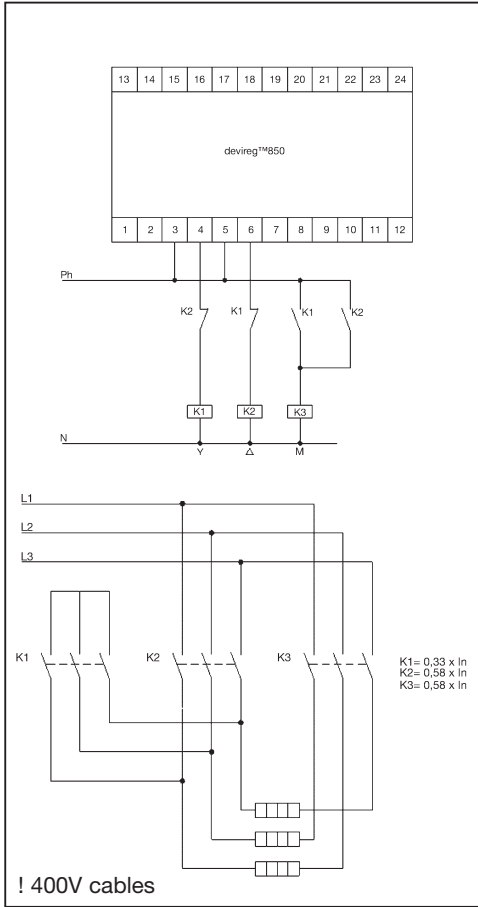 13 14 15 16 17 18 19 20 21 22 23 24
devireg™850
1 2 3 4 5 6 7 8 9 10 11 12
Ph
K2 K1 K1 K2
K1 K2 K3
N
Y Δ M
L1
L2
L3
K1 K2 K3
K1= 0,33 x In
K2= 0,58 x In
K3= 0,58 x In
! 400V cables